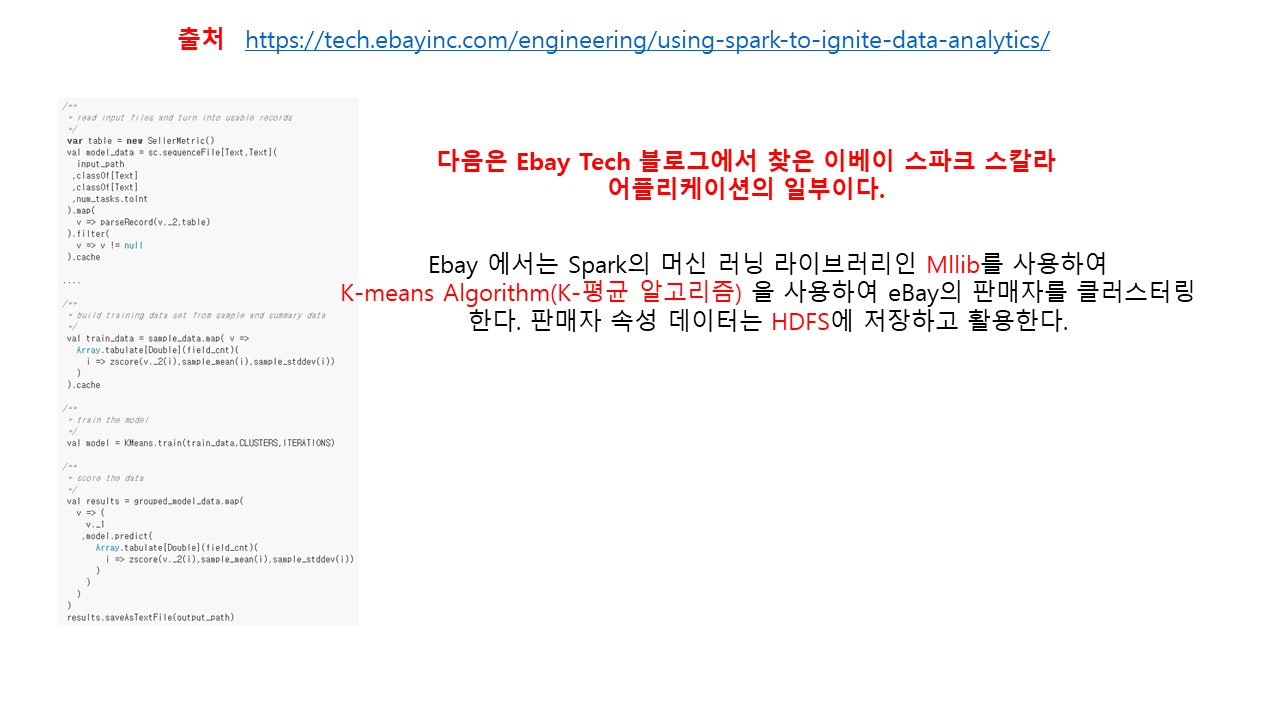 출처 https://tech.ebayinc.com/engineering/using-spark-to-ignite-data-analytics/
/**
* read input files and turn into usable records
*/
var table = new SellerMetric()
val model_data = sc.sequenceFile[Text,Text](
input_path
,classOf[Text]
,classOf[Text]
,num_tasks.toInt
).map(
v => parseRecord(v._2,table)
).filter(
v => v != null
).cache
....
/**
* build training data set from sample and summary data
*/
val train_data = sample_data.map( v =>
Array.tabulate[Double](field_cnt)(
i => zscore(v._2(i),sample_mean(i),sample_stddev(i))
)
).cache
/**
* train the model
*/
val model = KMeans.train(train_data,CLUSTERS,ITERATIONS)
/**
* score the data
*/
val results = grouped_model_data.map(
v => (
v._1
,model.predict(
Array.tabulate[Double](field_cnt)(
i => zscore(v._2(i),sample_mean(i),sample_stddev(i))
)
)
)
)
results.saveAsTextFile(output_path)
다음은 Ebay Tech 블로그에서 찾은 이베이 스파크 스칼라
어플리케이션의 일부이다.
Ebay 에서는 Spark의 머신 러닝 라이브러리인 Mllib를 사용하여
K-means Algorithm(K-평균 알고리즘) 을 사용하여 eBay의 판매자를 클러스터링
한다. 판매자 속성 데이터는 HDFS에 저장하고 활용한다.